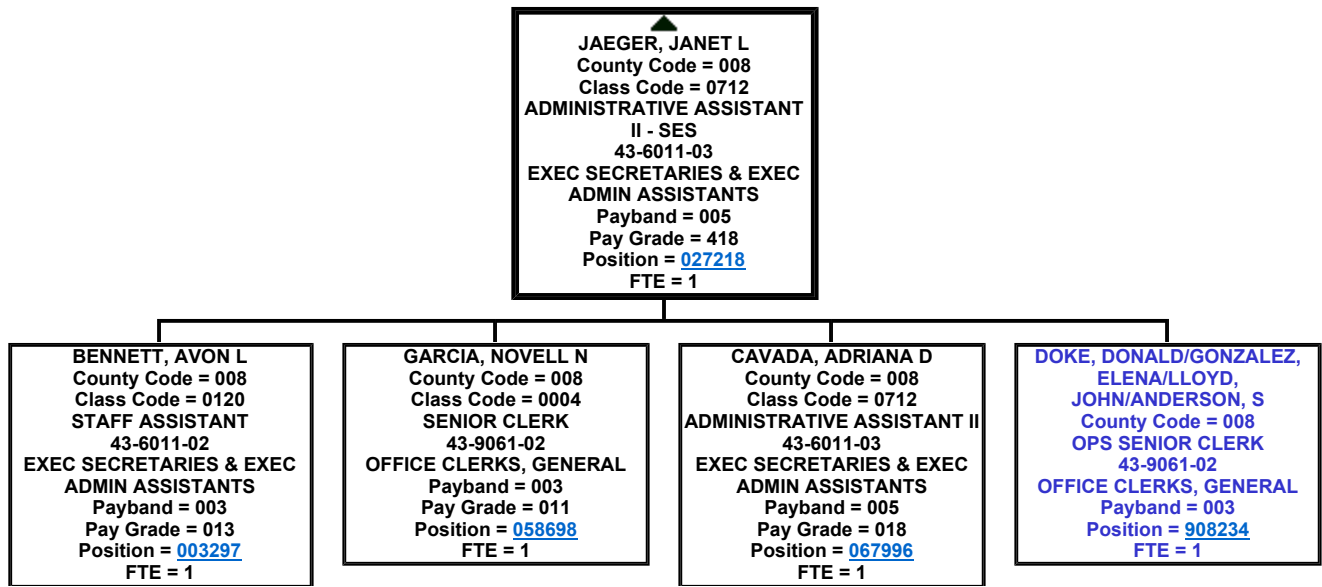 JAEGER, JANET L
County Code = 008
Class Code = 0712
ADMINISTRATIVE ASSISTANT
II - SES
43-6011-03
EXEC SECRETARIES & EXEC
ADMIN ASSISTANTS
Payband = 005
Pay Grade = 418
Position = 027218
FTE = 1
BENNETT, AVON L
County Code = 008
Class Code = 0120
STAFF ASSISTANT
43-6011-02
EXEC SECRETARIES & EXEC
ADMIN ASSISTANTS
Payband = 003
Pay Grade = 013
Position = 003297
FTE = 1
GARCIA, NOVELL N
County Code = 008
Class Code = 0004
SENIOR CLERK
43-9061-02
OFFICE CLERKS, GENERAL
Payband = 003
Pay Grade = 011
Position = 058698
FTE = 1
CAVADA, ADRIANA D
County Code = 008
Class Code = 0712
ADMINISTRATIVE ASSISTANT II
43-6011-03
EXEC SECRETARIES & EXEC
ADMIN ASSISTANTS
Payband = 005
Pay Grade = 018
Position = 067996
FTE = 1
DOKE, DONALD/GONZALEZ,
ELENA/LLOYD,
JOHN/ANDERSON, S
County Code = 008
OPS SENIOR CLERK
43-9061-02
OFFICE CLERKS, GENERAL
Payband = 003
Position = 908234
FTE = 1